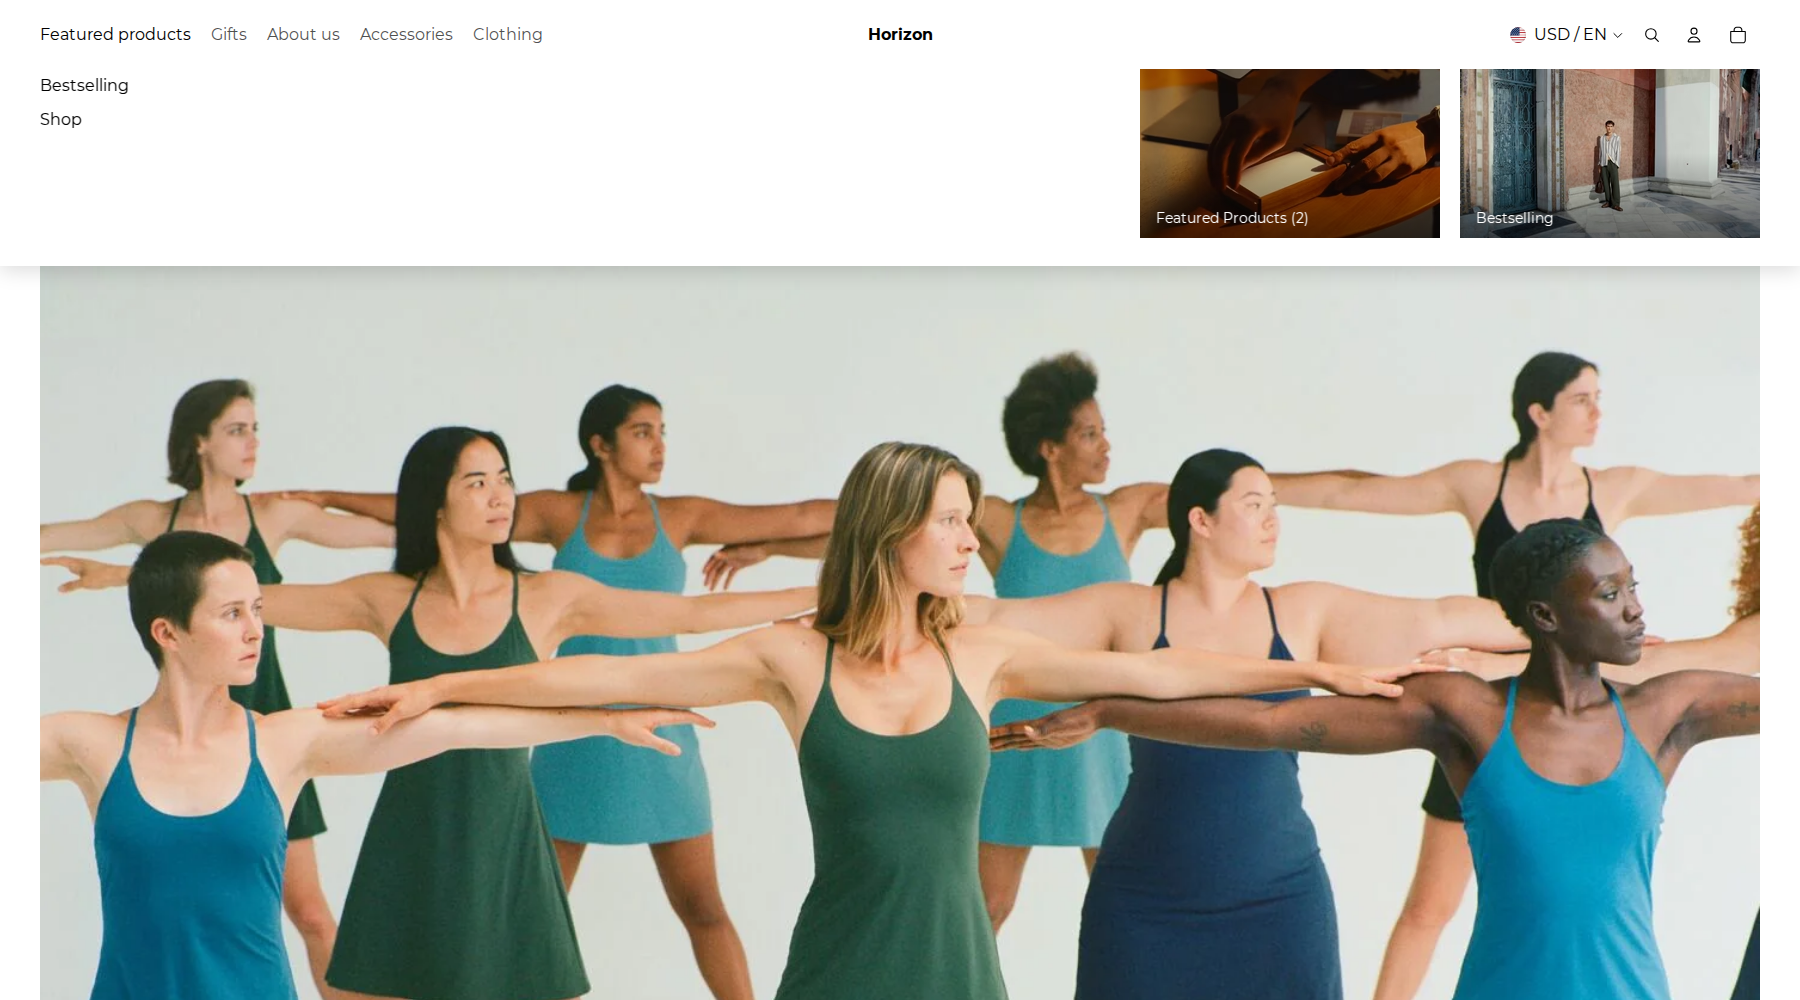 Featured products Gifts About us Accessories Clothing
Horizon
USD / EN
Bestselling
Shop
Featured Products (2)
Bestselling